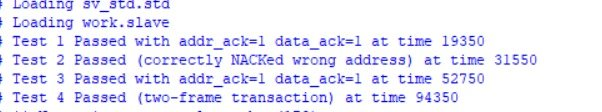 # Loading sv_std.std
# Loading work.slave
# Test 1 Passed with addr_ack=1 data_ack=1 at time 19350
# Test 2 Passed (correctly NACKed wrong address) at time 31550
# Test 3 Passed with addr_ack=1 data_ack=1 at time 52750
# Test 4 Passed (two-frame transaction) at time 94350